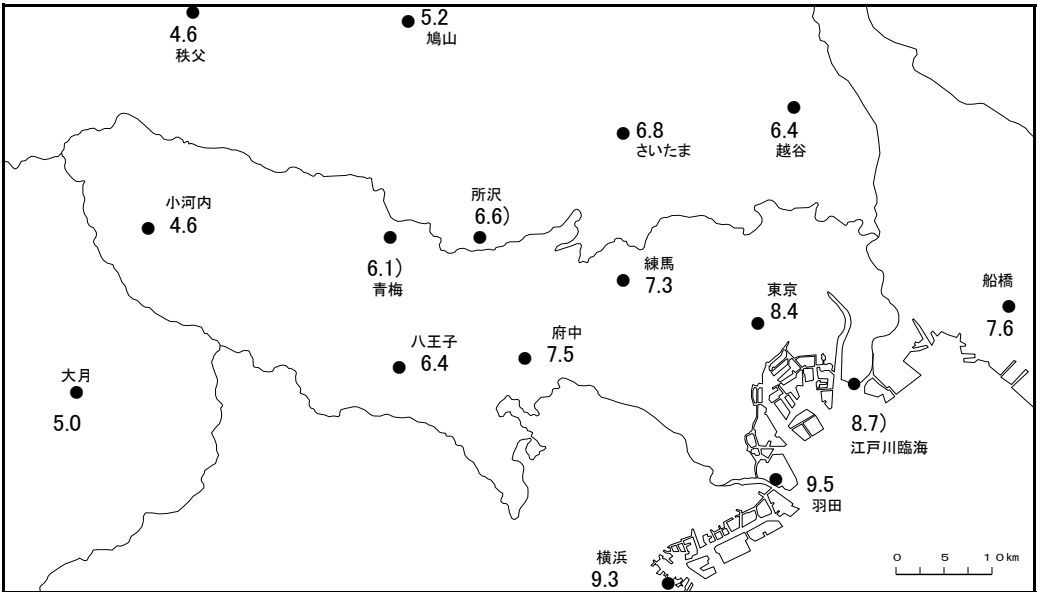 4.6
秩父
5.2
鳩山
6.8
さいたま
6.4
越谷
小河内
4.6
所沢
6.6)
6.1)
青梅
練馬
7.3
東京
8.4
船橋
7.6
八王子
6.4
府中
7.5
大月
5.0
8.7)
江戸川臨海
9.5
羽田
横浜
9.3
0 5 10km